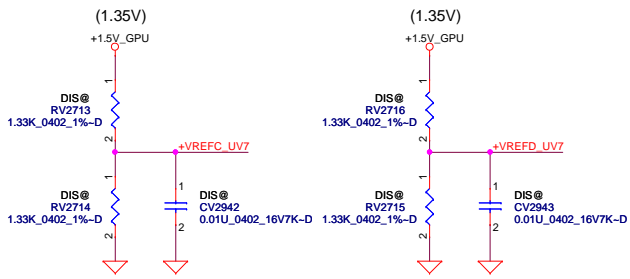 (1.35V)
+1.5V_GPU
1
DIS@
RV2713
1.33K_0402_1%~D
2
+VREFC_UV7
1
DIS@
RV2714
1.33K_0402_1%~D
2
1
DIS@
CV2942
0.01U_0402_16V7K~D
2
(1.35V)
+1.5V_GPU
1
DIS@
RV2716
1.33K_0402_1%~D
2
+VREFD_UV7
1
DIS@
RV2715
1.33K_0402_1%~D
2
1
DIS@
CV2943
0.01U_0402_16V7K~D
2